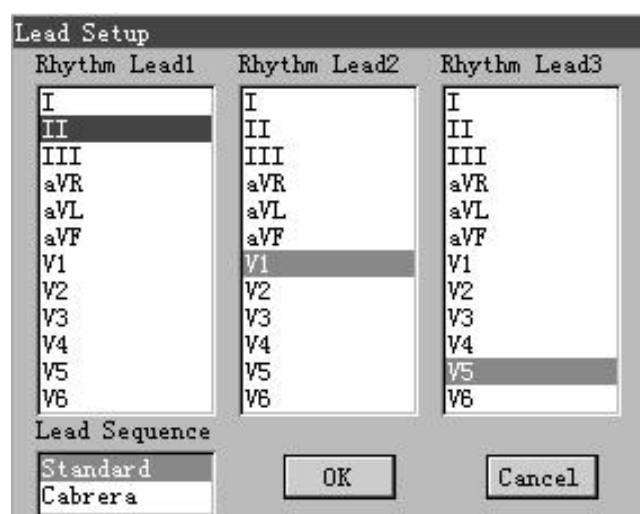 Lead Setup
Rhythm Lead1
I
II
III
aVR
aVL
aVF
V1
V2
V3
V4
V5
V6
Rhythm Lead2
I
II
III
aVR
aVL
aVF
V1
V2
V3
V4
V5
V6
Rhythm Lead3
I
II
III
aVR
aVL
aVF
V1
V2
V3
V4
V5
V6
Lead Sequence
Standard
Cabrera
OK
Cancel